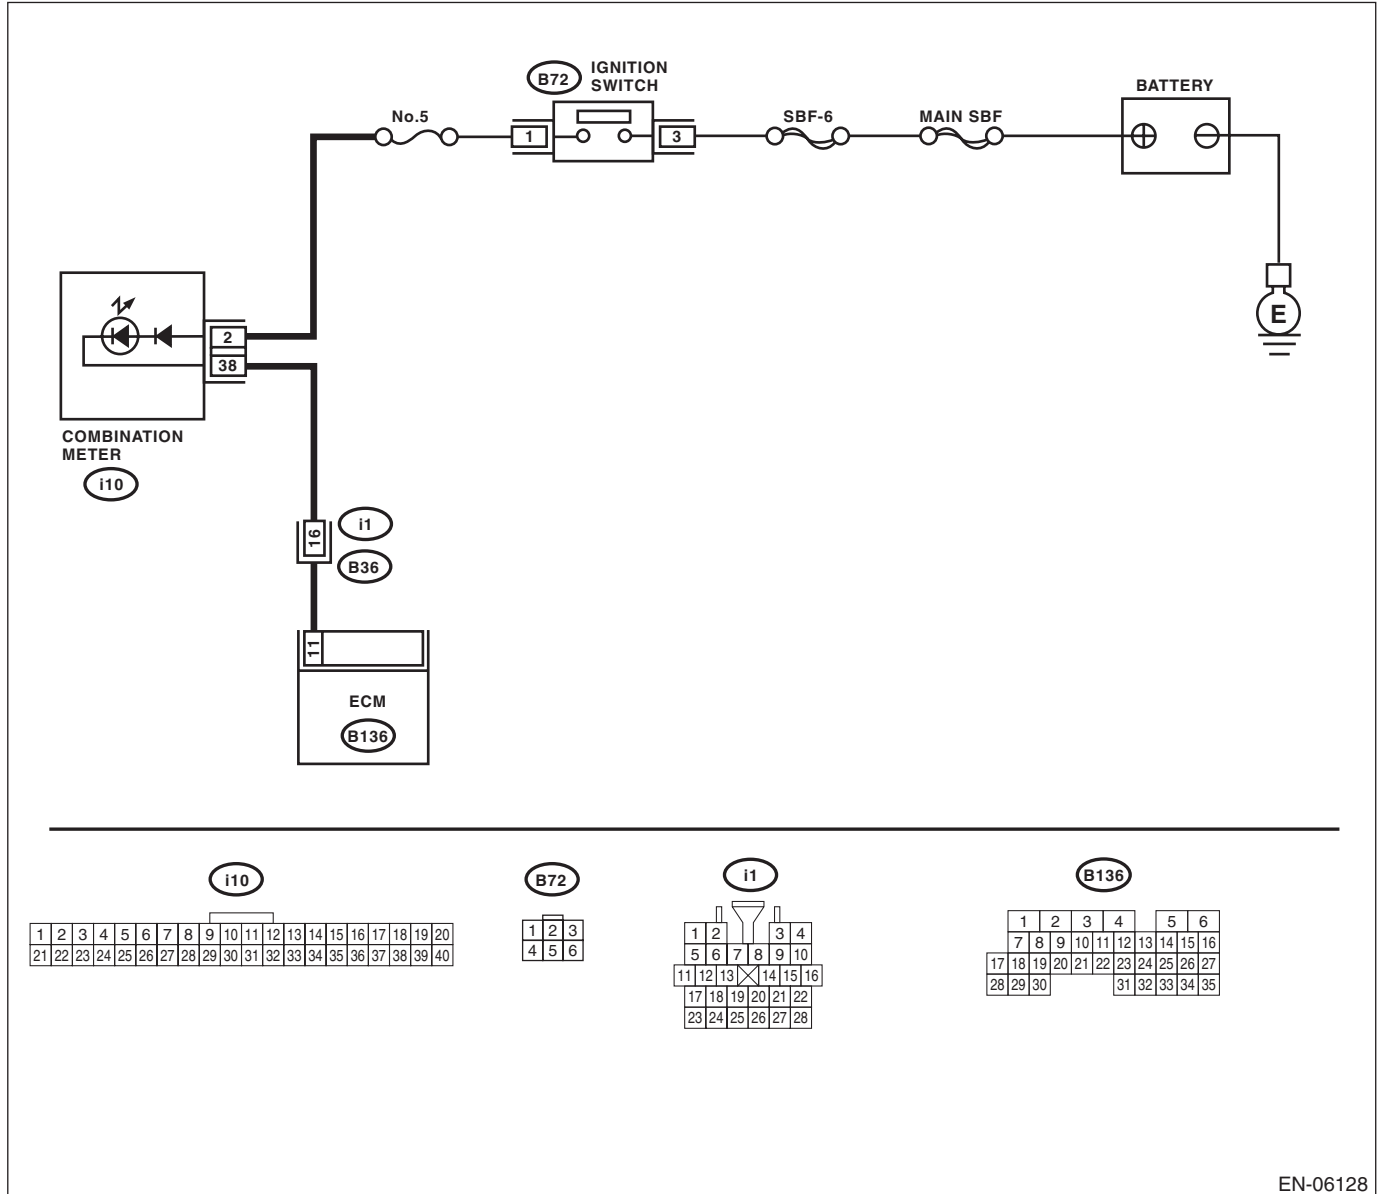 B72
IGNITION
SWITCH
No.5
1
3
SBF-6
MAIN SBF
BATTERY
E
2
38
COMBINATION
METER
i10
16
i1
B36
11
ECM
B136
i10
1 2 3 4 5 6 7 8 9 10 11 12 13 14 15 16 17 18 19 20
21 22 23 24 25 26 27 28 29 30 31 32 33 34 35 36 37 38 39 40
B72
1 2 3
4 5 6
i1
1 2 3 4
5 6 7 8 9 10
11 12 13 14 15 16
17 18 19 20 21 22
23 24 25 26 27 28
B136
1 2 3 4 5 6
7 8 9 10 11 12 13 14 15 16
17 18 19 20 21 22 23 24 25 26 27
28 29 30 31 32 33 34 35
EN-06128